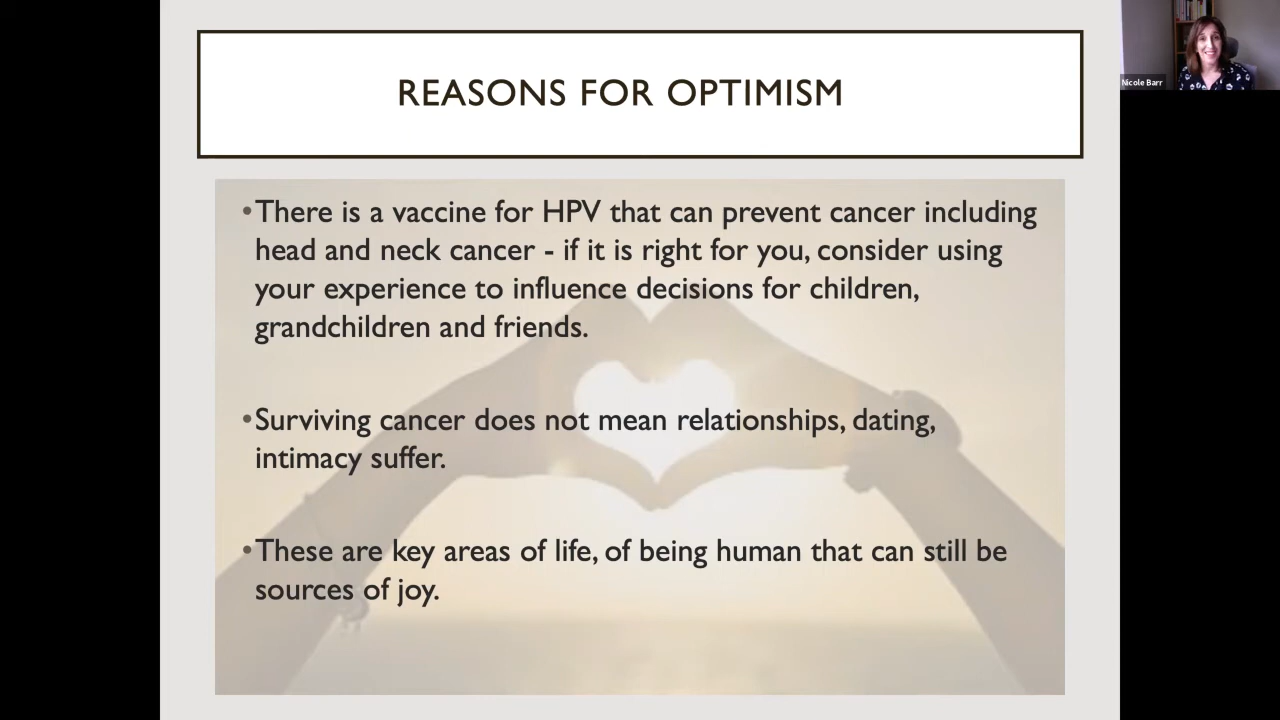 REASONS FOR OPTIMISM
Nicole Barr
•There is a vaccine for HPV that can prevent cancer including
head and neck cancer - if it is right for you, consider using
your experience to influence decisions for children,
grandchildren and friends.
•Surviving cancer does not mean relationships, dating,
intimacy suffer.
•These are key areas of life, of being human that can still be
sources of joy.